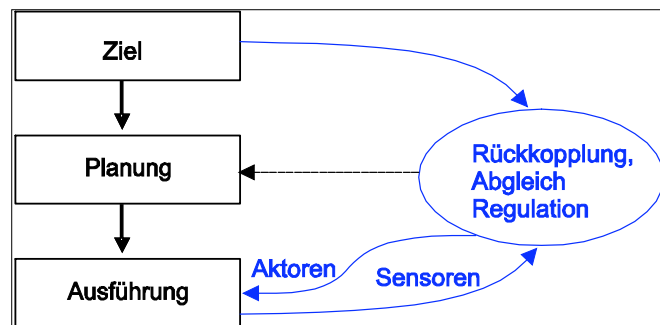 Ziel
Planung
Rückkopplung,
Abgleich
Regulation
Aktoren
Sensoren
Ausführung